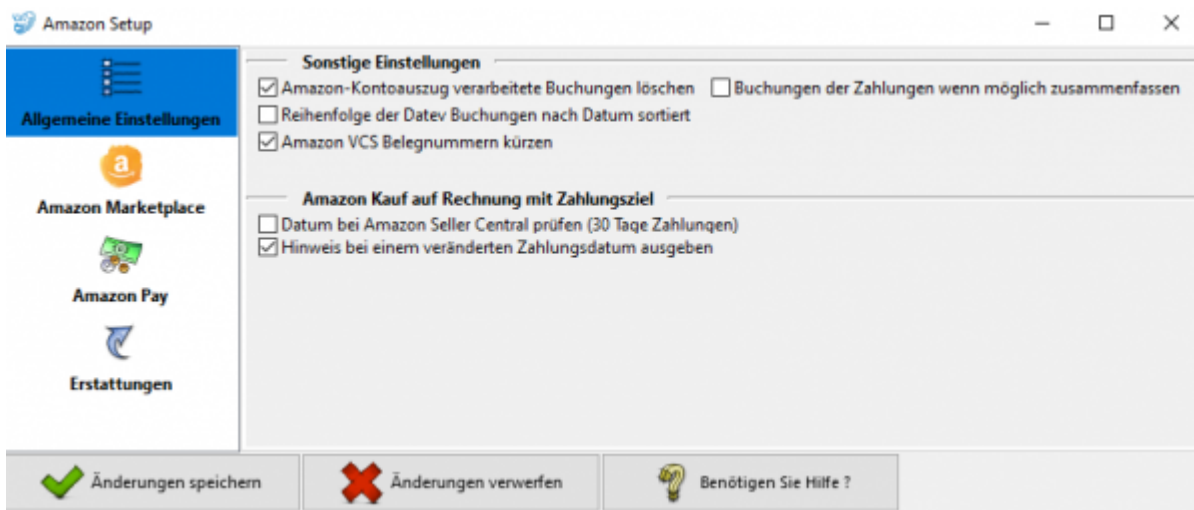 Amazon Setup
Allgemeine Einstellungen
Amazon Marketplace
Amazon Pay
Erstattungen
Sonstige Einstellungen
Amazon-Kontoauszug verarbeitete Buchungen löschen Buchungen der Zahlungen wenn möglich zusammenfassen
Reihenfolge der Datev Buchungen nach Datum sortiert
Amazon VCS Belegnummern kürzen
Amazon Kauf auf Rechnung mit Zahlungsziel
Datum bei Amazon Seller Central prüfen (30 Tage Zahlungen)
Hinweis bei einem veränderten Zahlungsdatum ausgeben
Änderungen speichern Änderungen verwerfen Benötigen Sie Hilfe ?